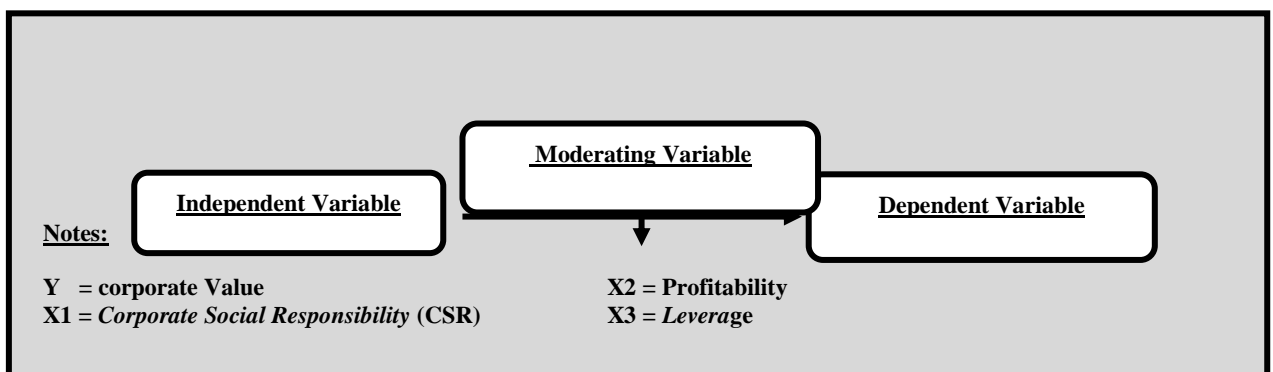 Moderating Variable
Independent Variable
Dependent Variable
Notes:
Y = corporate Value
X2 = Profitability
X1 = Corporate Social Responsibility (CSR)
X3 = Leverage